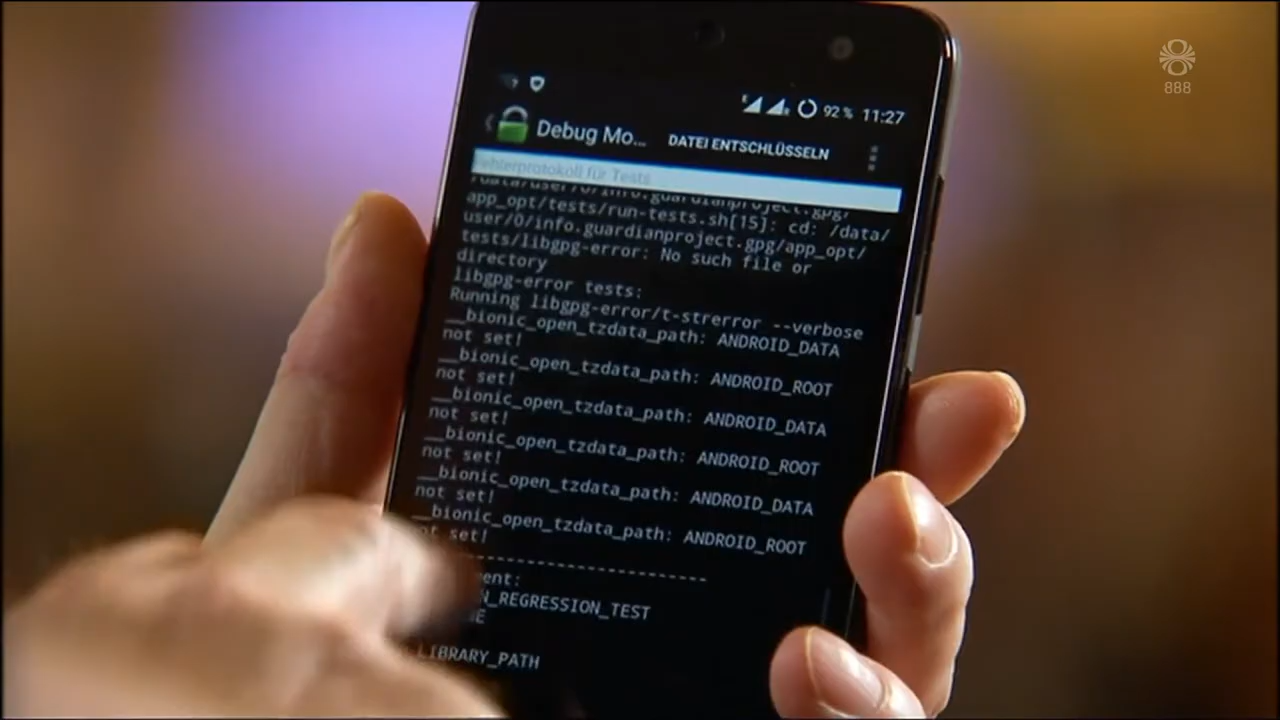 888
92 % 11:27
Debug Mo... DATEI ENTSCHLÜSSELN
Fehlerprotokoll für Tests
/data/user/0/info.guardianproject.gpg/
app_opt/tests/run-tests.sh[15]: cd: /data/
user/0/info.guardianproject.gpg/app_opt/
tests/libgpg-error: No such file or
directory
libgpg-error tests:
Running libgpg-error/t-strerror --verbose
__bionic_open_tzdata_path: ANDROID_DATA
not set!
__bionic_open_tzdata_path: ANDROID_ROOT
not set!
__bionic_open_tzdata_path: ANDROID_DATA
not set!
__bionic_open_tzdata_path: ANDROID_ROOT
not set!
__bionic_open_tzdata_path: ANDROID_DATA
not set!
__bionic_open_tzdata_path: ANDROID_ROOT
not set!
N_REGRESSION_TEST
LIBRARY_PATH